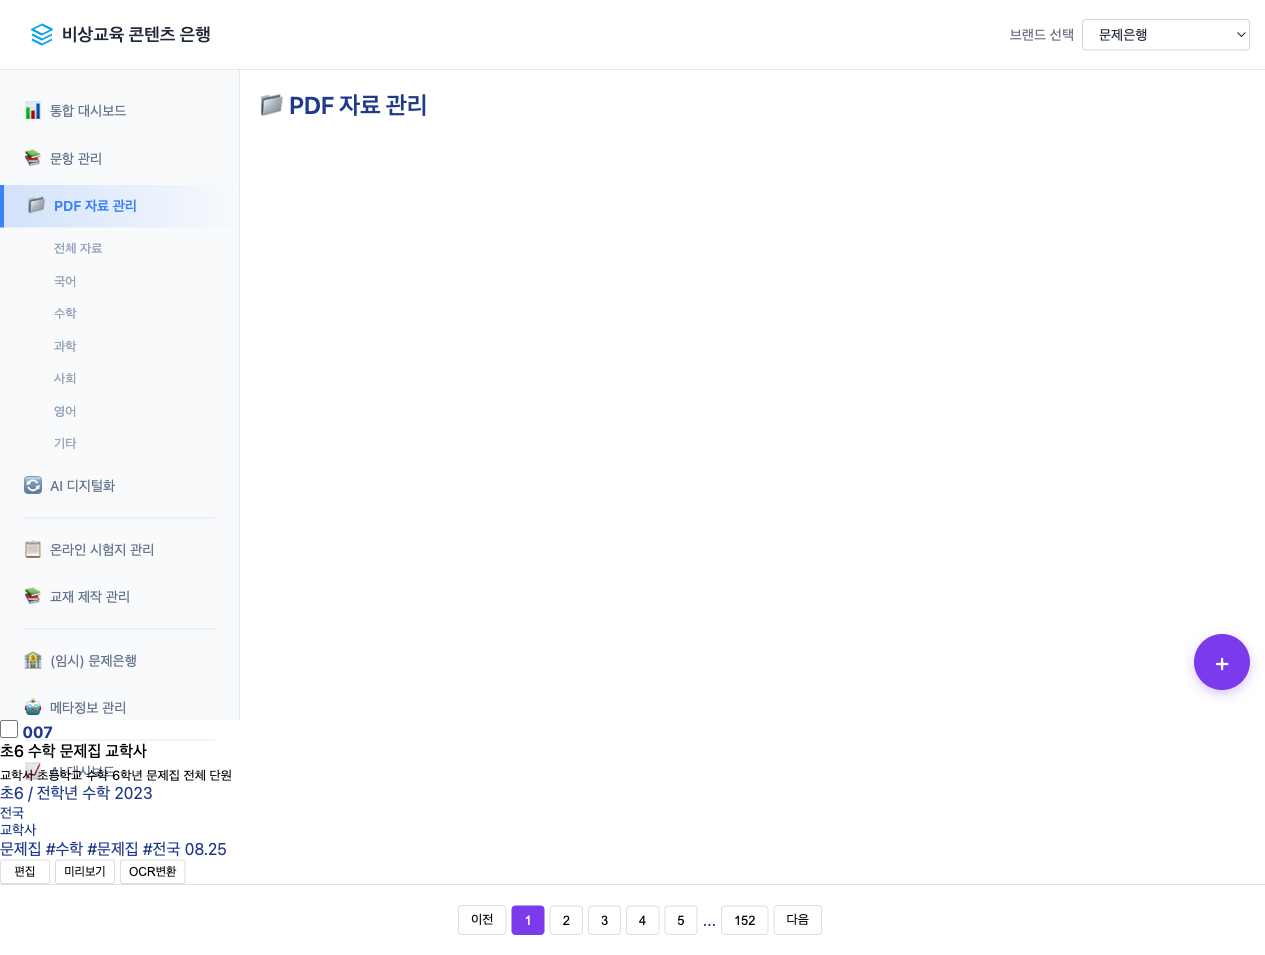 비상교육 콘텐츠 은행
브랜드 선택
문제은행
통합 대시보드
문항 관리
PDF 자료 관리
전체 자료
국어
수학
과학
사회
영어
기타
AI 디지털화
온라인 시험지 관리
교재 제작 관리
(임시) 문제은행
메타정보 관리
AI 대시보드
PDF 자료 관리
+
007
초6 수학 문제집 교학사
교학사 초등학교 수학 6학년 문제집 전체 단원
초6 / 전학년 수학 2023
전국
교학사
문제집 #수학 #문제집 #전국 08.25
편집 미리보기 OCR변환
이전 1 2 3 4 5 ... 152 다음